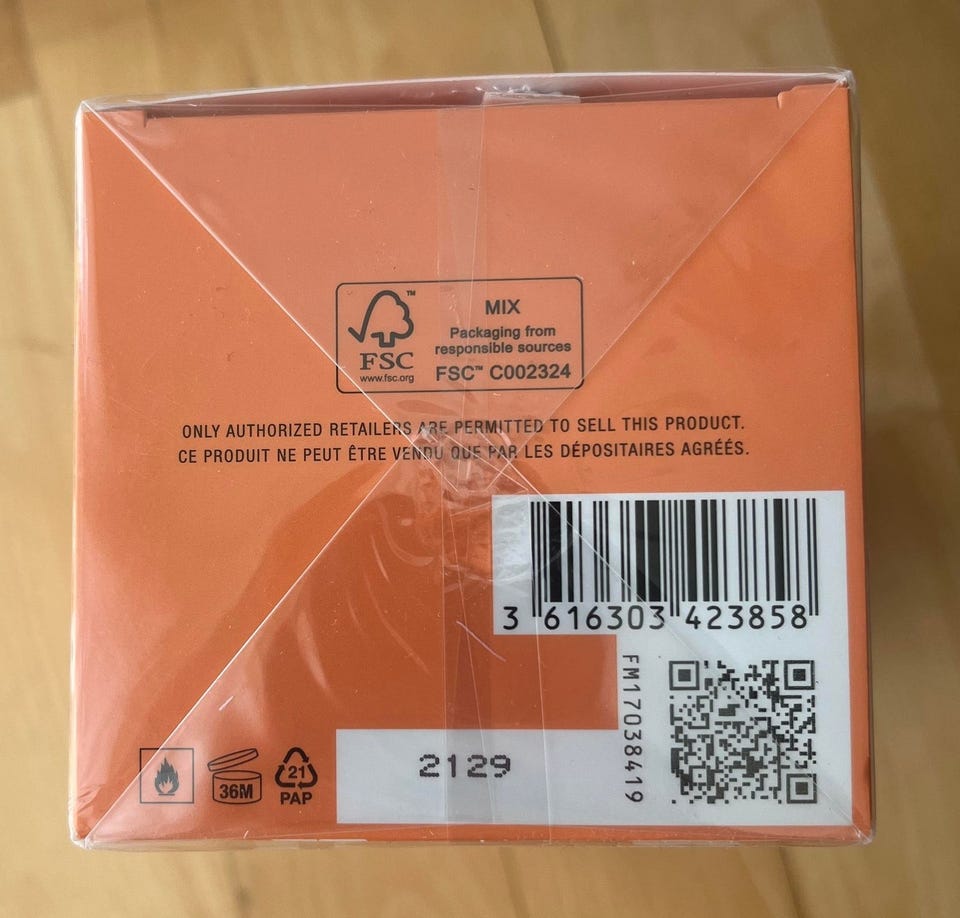 MIX
Packaging from
responsible sources
FSC™ C002324
™
FSC
www.fsc.org
ONLY AUTHORIZED RETAILERS ARE PERMITTED TO SELL THIS PRODUCT.
CE PRODUIT NE PEUT ÊTRE VENDU QUE PAR LES DÉPOSITAIRES AGRÉÉS.
3 616303 423858
FM17038419
2129
36M
21
PAP